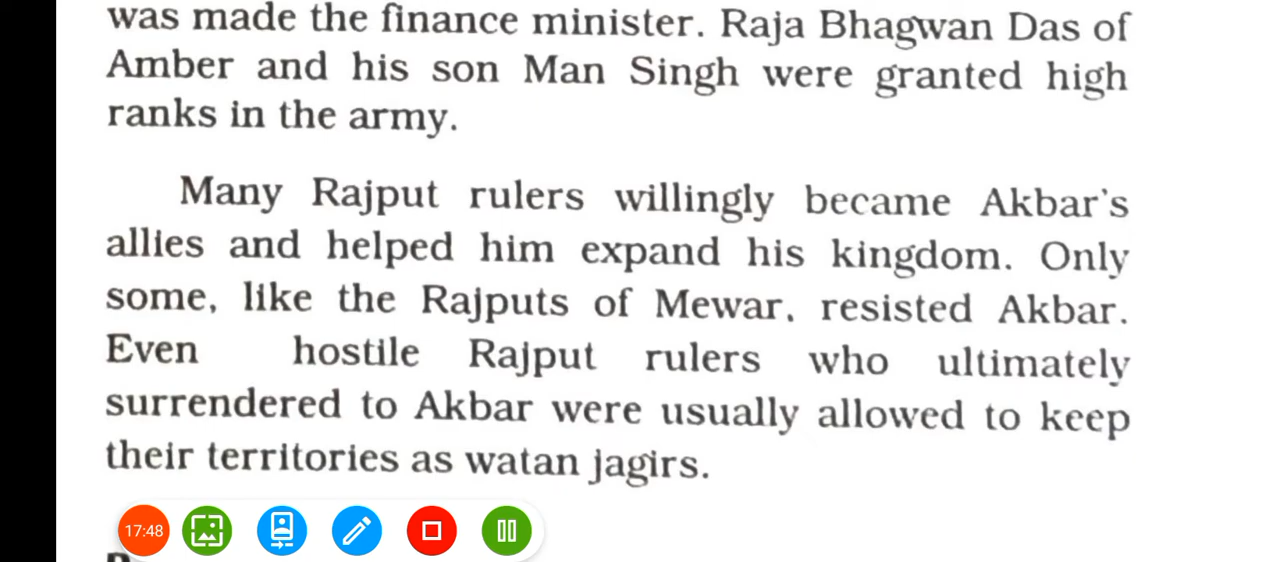 was made the finance minister. Raja Bhagwan Das of
Amber and his son Man Singh were granted high
ranks in the army.
Many Rajput rulers willingly became Akbar's
allies and helped him expand his kingdom. Only
some, like the Rajputs of Mewar, resisted Akbar.
Even hostile Rajput rulers who ultimately
surrendered to Akbar were usually allowed to keep
their territories as watan jagirs.
17:48